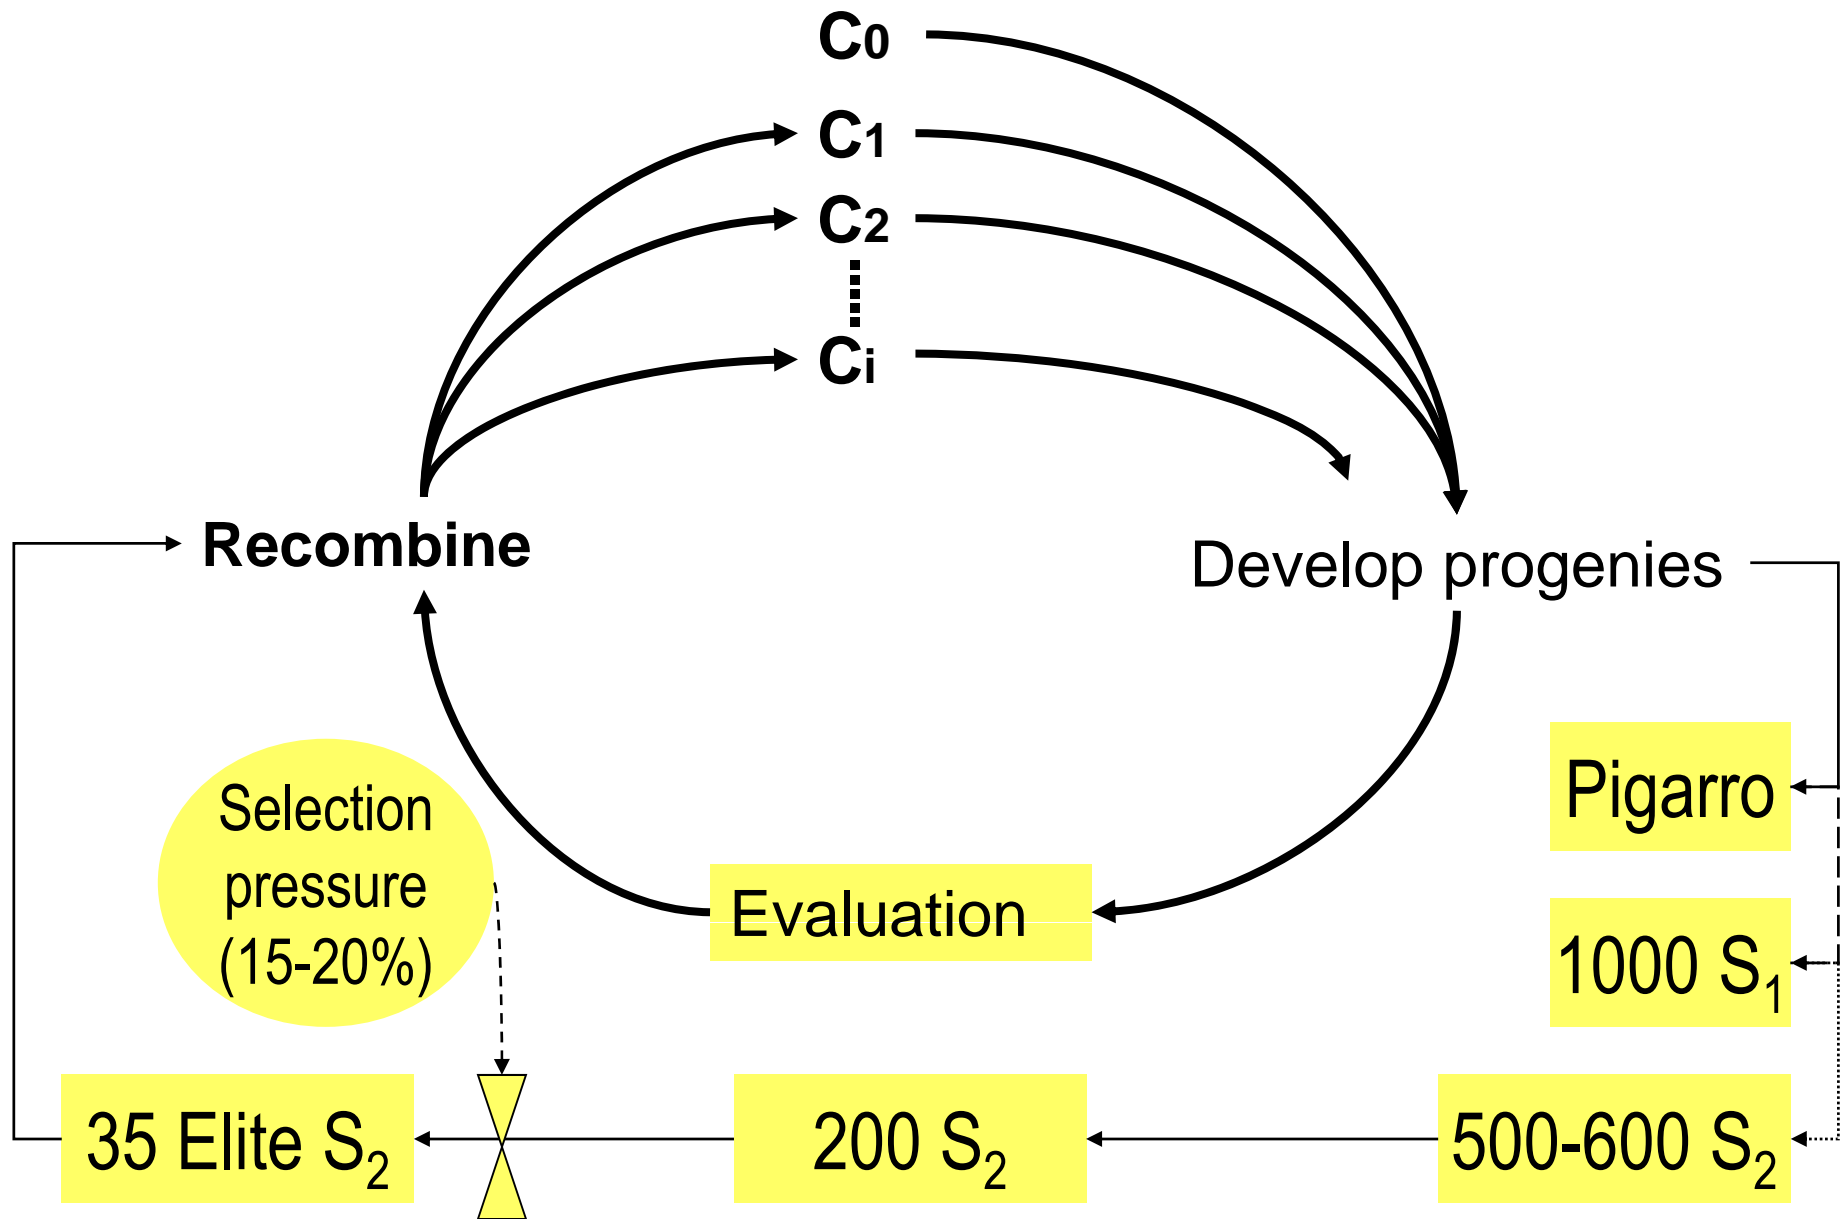 C0
C1
C2
Ci
Recombine
Develop progenies
Selection
pressure
(15-20%)
Evaluation
Pigarro
1000 S₁
35 Elite S₂
200 S₂
500-600 S₂